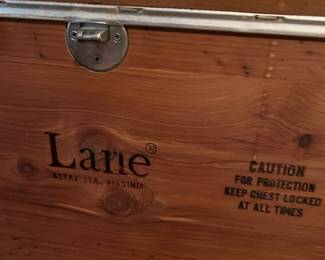 Lane®
ALTAVISTA, VIRGINIA
CAUTION
FOR PROTECTION
KEEP CHEST LOCKED
AT ALL TIMES